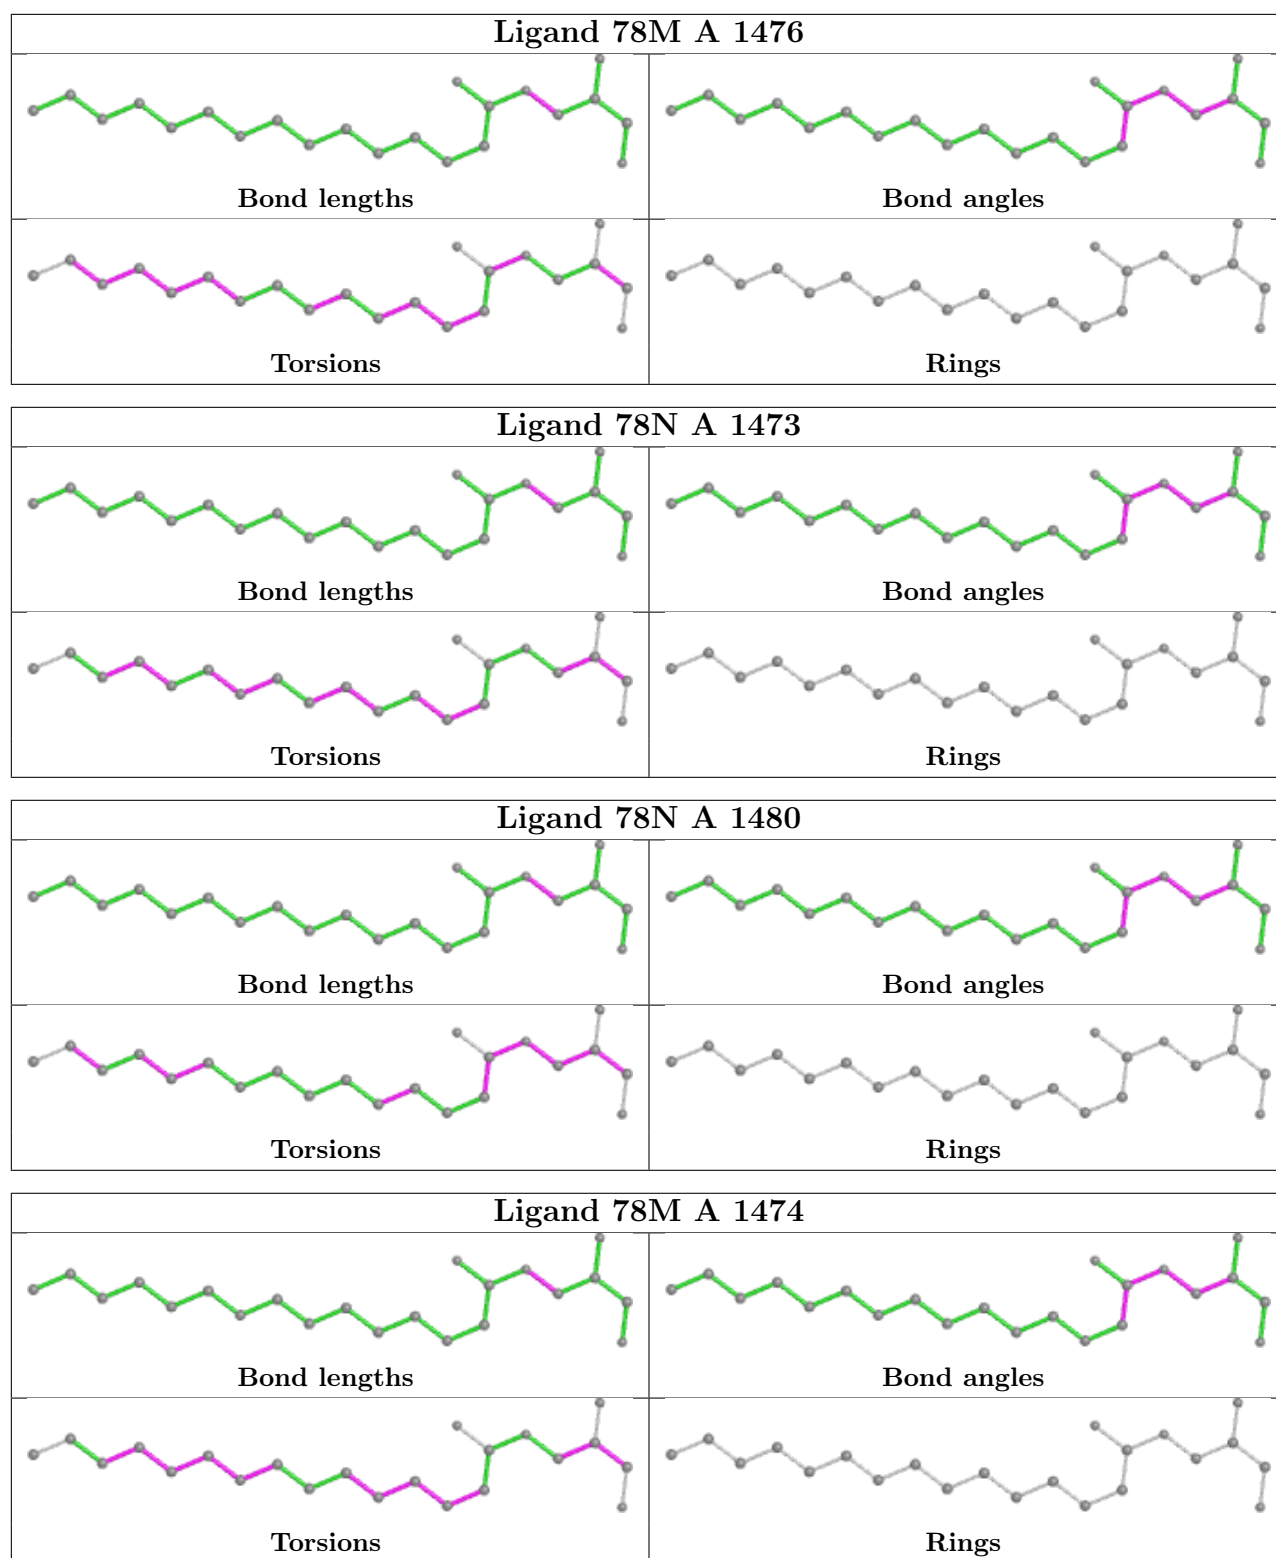 Ligand 78M A 1476
Bond lengths
Bond angles
Torsions
Rings
Ligand 78N A 1473
Bond lengths
Bond angles
Torsions
Rings
Ligand 78N A 1480
Bond lengths
Bond angles
Torsions
Rings
Ligand 78M A 1474
Bond lengths
Bond angles
Torsions
Rings